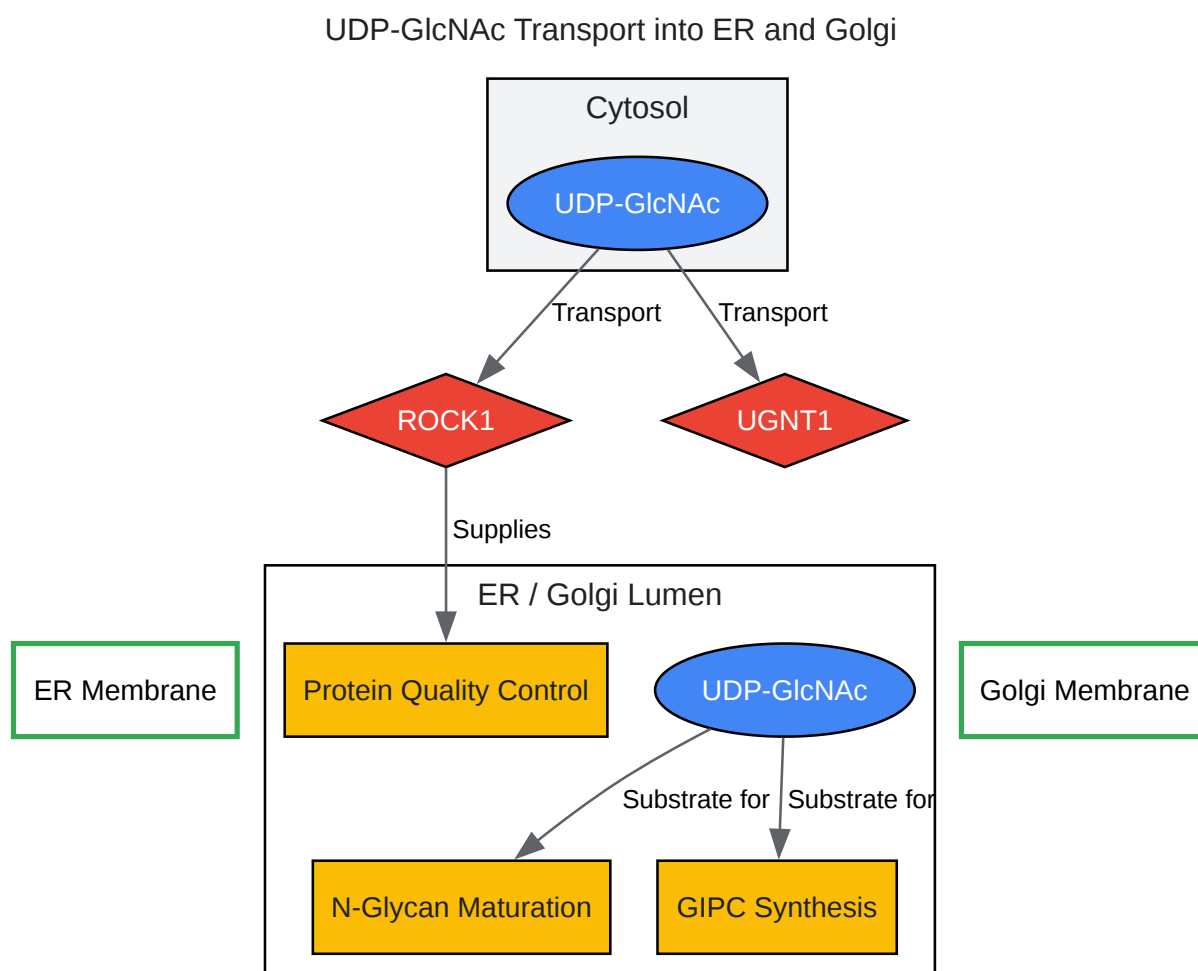 UDP-GlcNAc Transport into ER and Golgi
Cytosol
UDP-GlcNAc
Transport
Transport
ROCK1
UGNT1
Supplies
ER / Golgi Lumen
ER Membrane
Protein Quality Control
UDP-GlcNAc
Golgi Membrane
Substrate for
Substrate for
N-Glycan Maturation
GIPC Synthesis